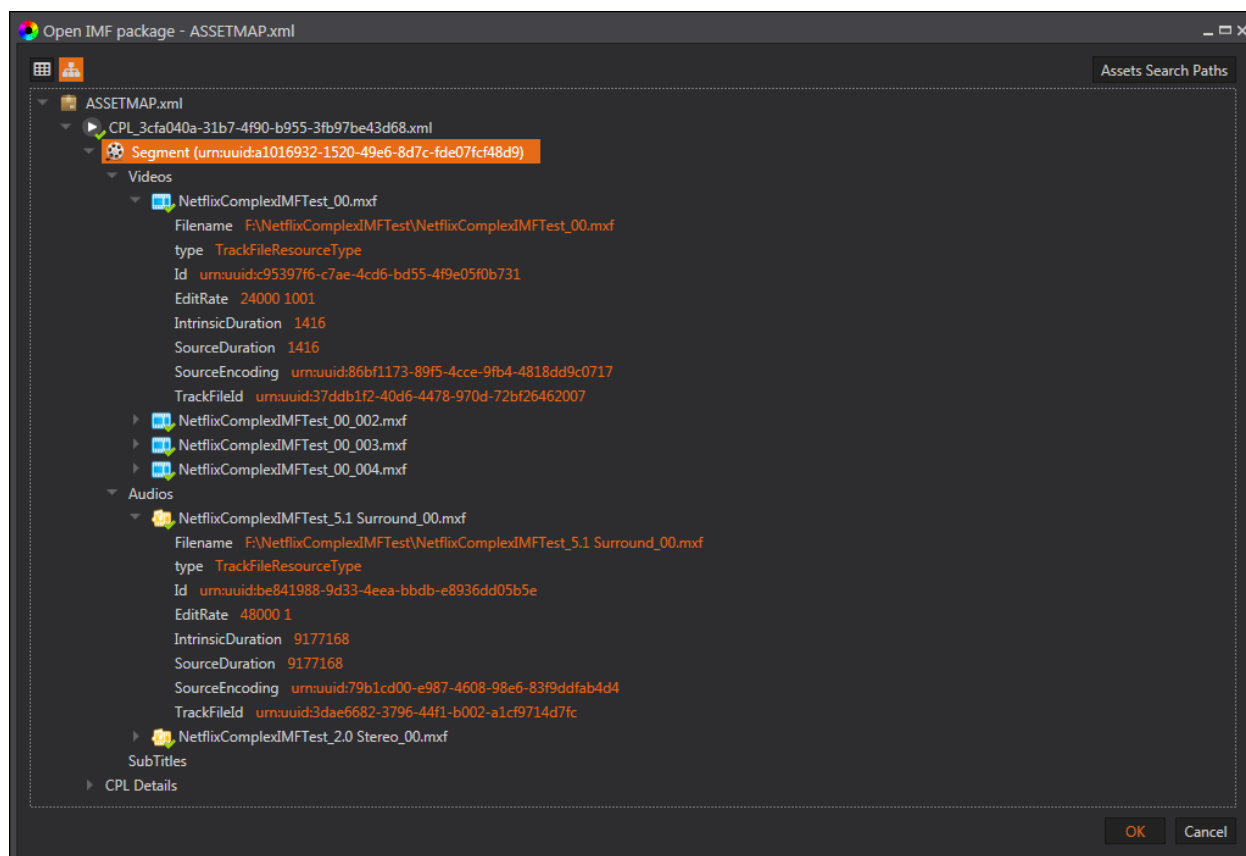 Open IMF package - ASSETMAP.xml
Assets Search Paths
ASSETMAP.xml
CPL_3cfa040a-31b7-4f90-b955-3fb97be43d68.xml
Segment (urn:uuid:a1016932-1520-49e6-8d7c-fde07fcf48d9)
Videos
NetflixComplexIMFTest_00.mxf
Filename F:\NetflixComplexIMFTest\NetflixComplexIMFTest_00.mxf
type TrackFileResourceType
Id urn:uuid:c95397f6-c7ae-4cd6-bd55-4f9e05f0b731
EditRate 24000 1001
IntrinsicDuration 1416
SourceDuration 1416
SourceEncoding urn:uuid:86bf1173-89f5-4cce-9fb4-4818dd9c0717
TrackFileId urn:uuid:37ddb1f2-40d6-4478-970d-72bf26462007
NetflixComplexIMFTest_00_002.mxf
NetflixComplexIMFTest_00_003.mxf
NetflixComplexIMFTest_00_004.mxf
Audios
NetflixComplexIMFTest_5.1 Surround_00.mxf
Filename F:\NetflixComplexIMFTest\NetflixComplexIMFTest_5.1 Surround_00.mxf
type TrackFileResourceType
Id urn:uuid:be841988-9d33-4eea-bbdb-e8936dd05b5e
EditRate 48000 1
IntrinsicDuration 9177168
SourceDuration 9177168
SourceEncoding urn:uuid:79b1cd00-e987-4608-98e6-83f9ddfab4d4
TrackFileId urn:uuid:3dae6682-3796-44f1-b002-a1cf9714d7fc
NetflixComplexIMFTest_2.0 Stereo_00.mxf
SubTitles
CPL Details
OK Cancel